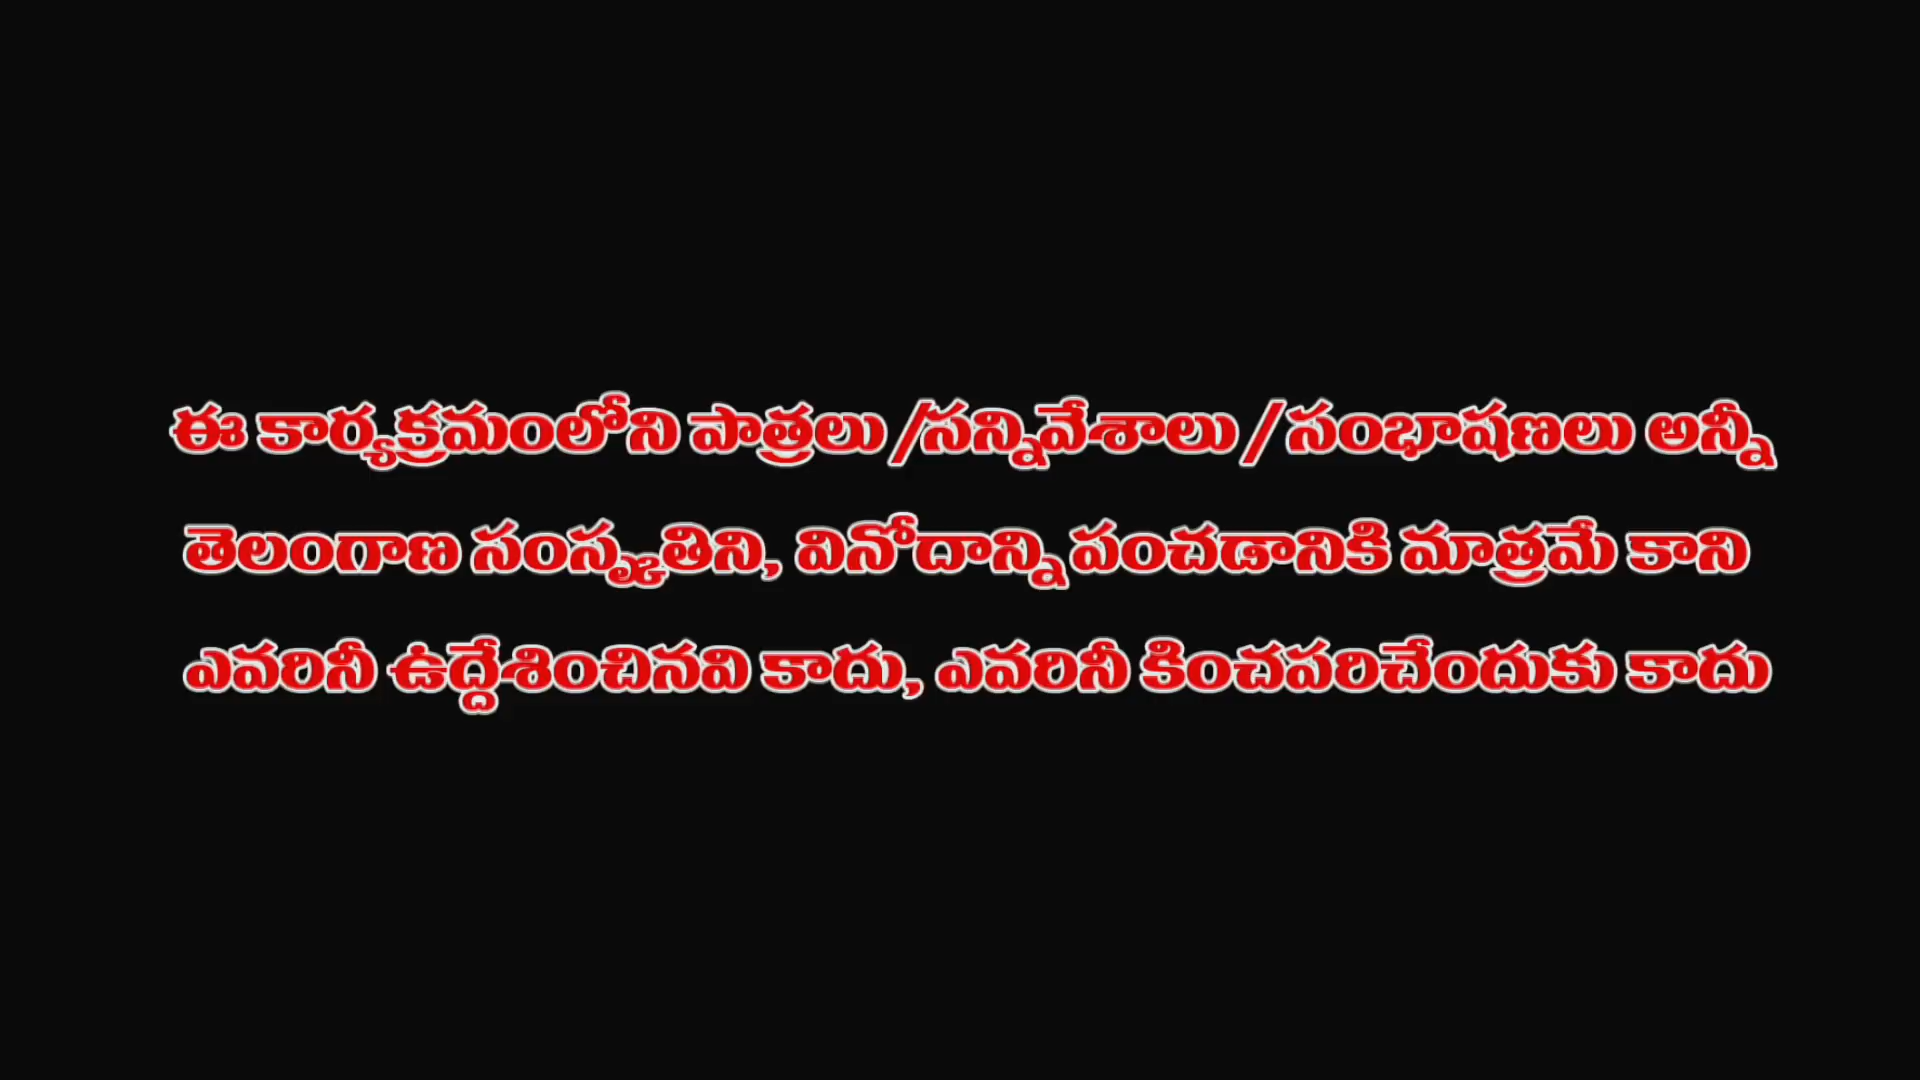 ఈ కార్యక్రమంలోని పాత్రలు /సన్నివేశాలు / సంభాషణలు అన్నీ
తెలంగాణ సంస్కృతిని, వినోదాన్ని పంచడానికి మాత్రమే కాని
ఎవరినీ ఉద్దేశించినవి కాదు, ఎవరినీ కించపరిచేందుకు కాదు